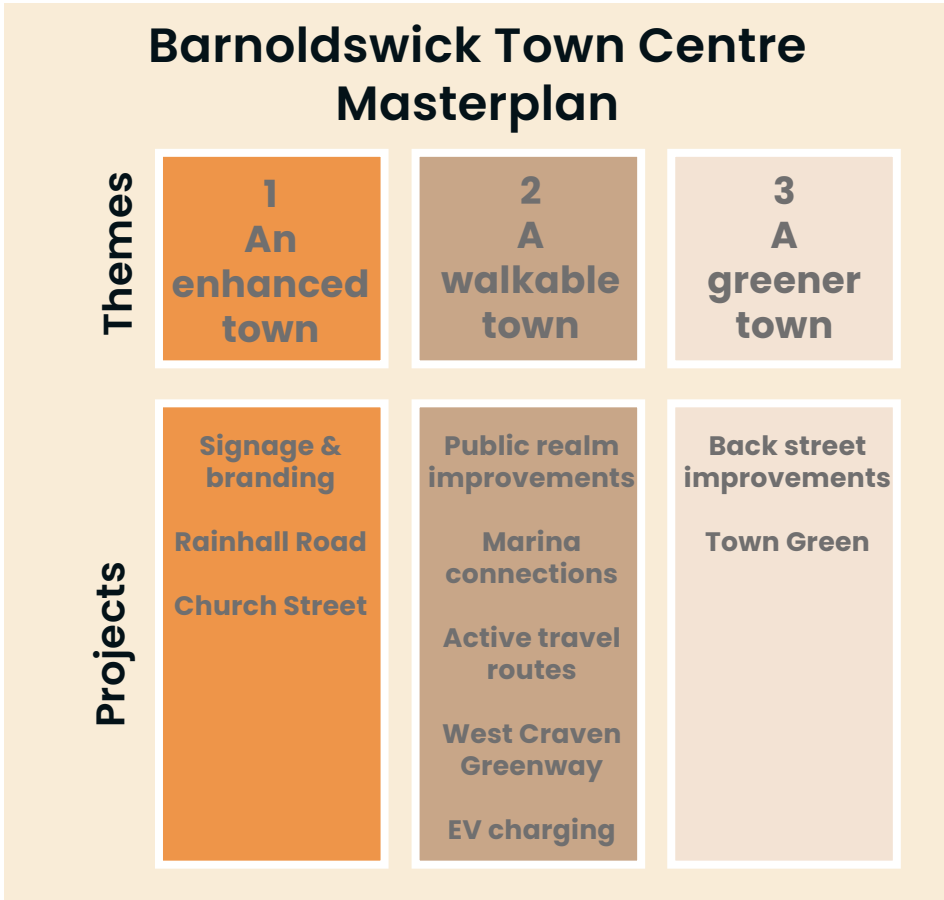 Barnoldswick Town Centre
Masterplan
Themes
1
An
enhanced
town
2
A
walkable
town
3
A
greener
town
Projects
Signage &
branding
Rainhall Road
Church Street
Public realm
improvements
Marina
connections
Active travel
routes
West Craven
Greenway
EV charging
Back street
improvements
Town Green